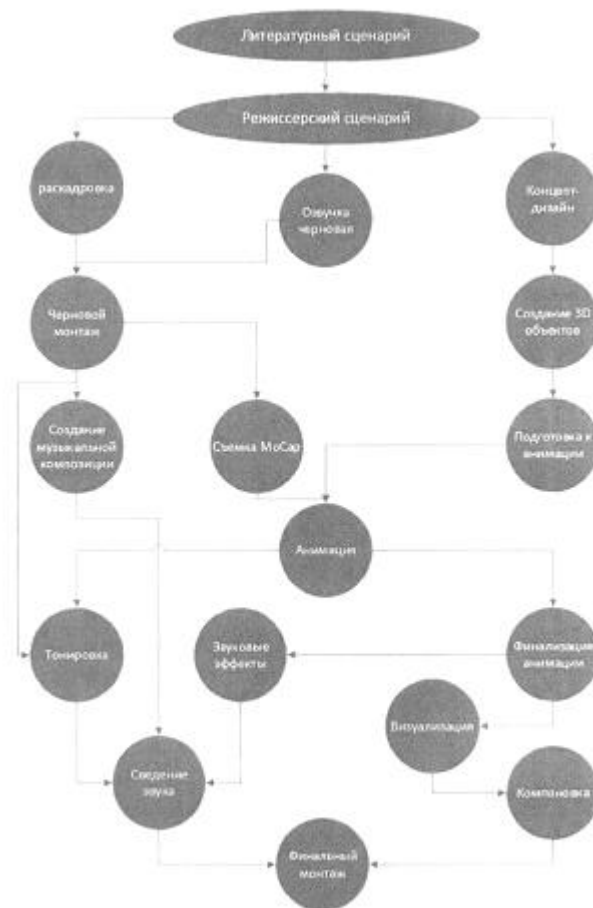 Литературный сценарий
Режиссерский сценарий
раскадровка
Озвучка
черновая
Концепт-
дизайн
Черновой
монтаж
Создание 3D
объектов
Создание
музыкальной
композиции
Съемка MoCap
Подготовка к
анимации
Анимация
Тонировка
Звуковые
эффекты
Финализация
анимации
Визуализация
Сведение
звука
Компановка
Финальный
монтаж